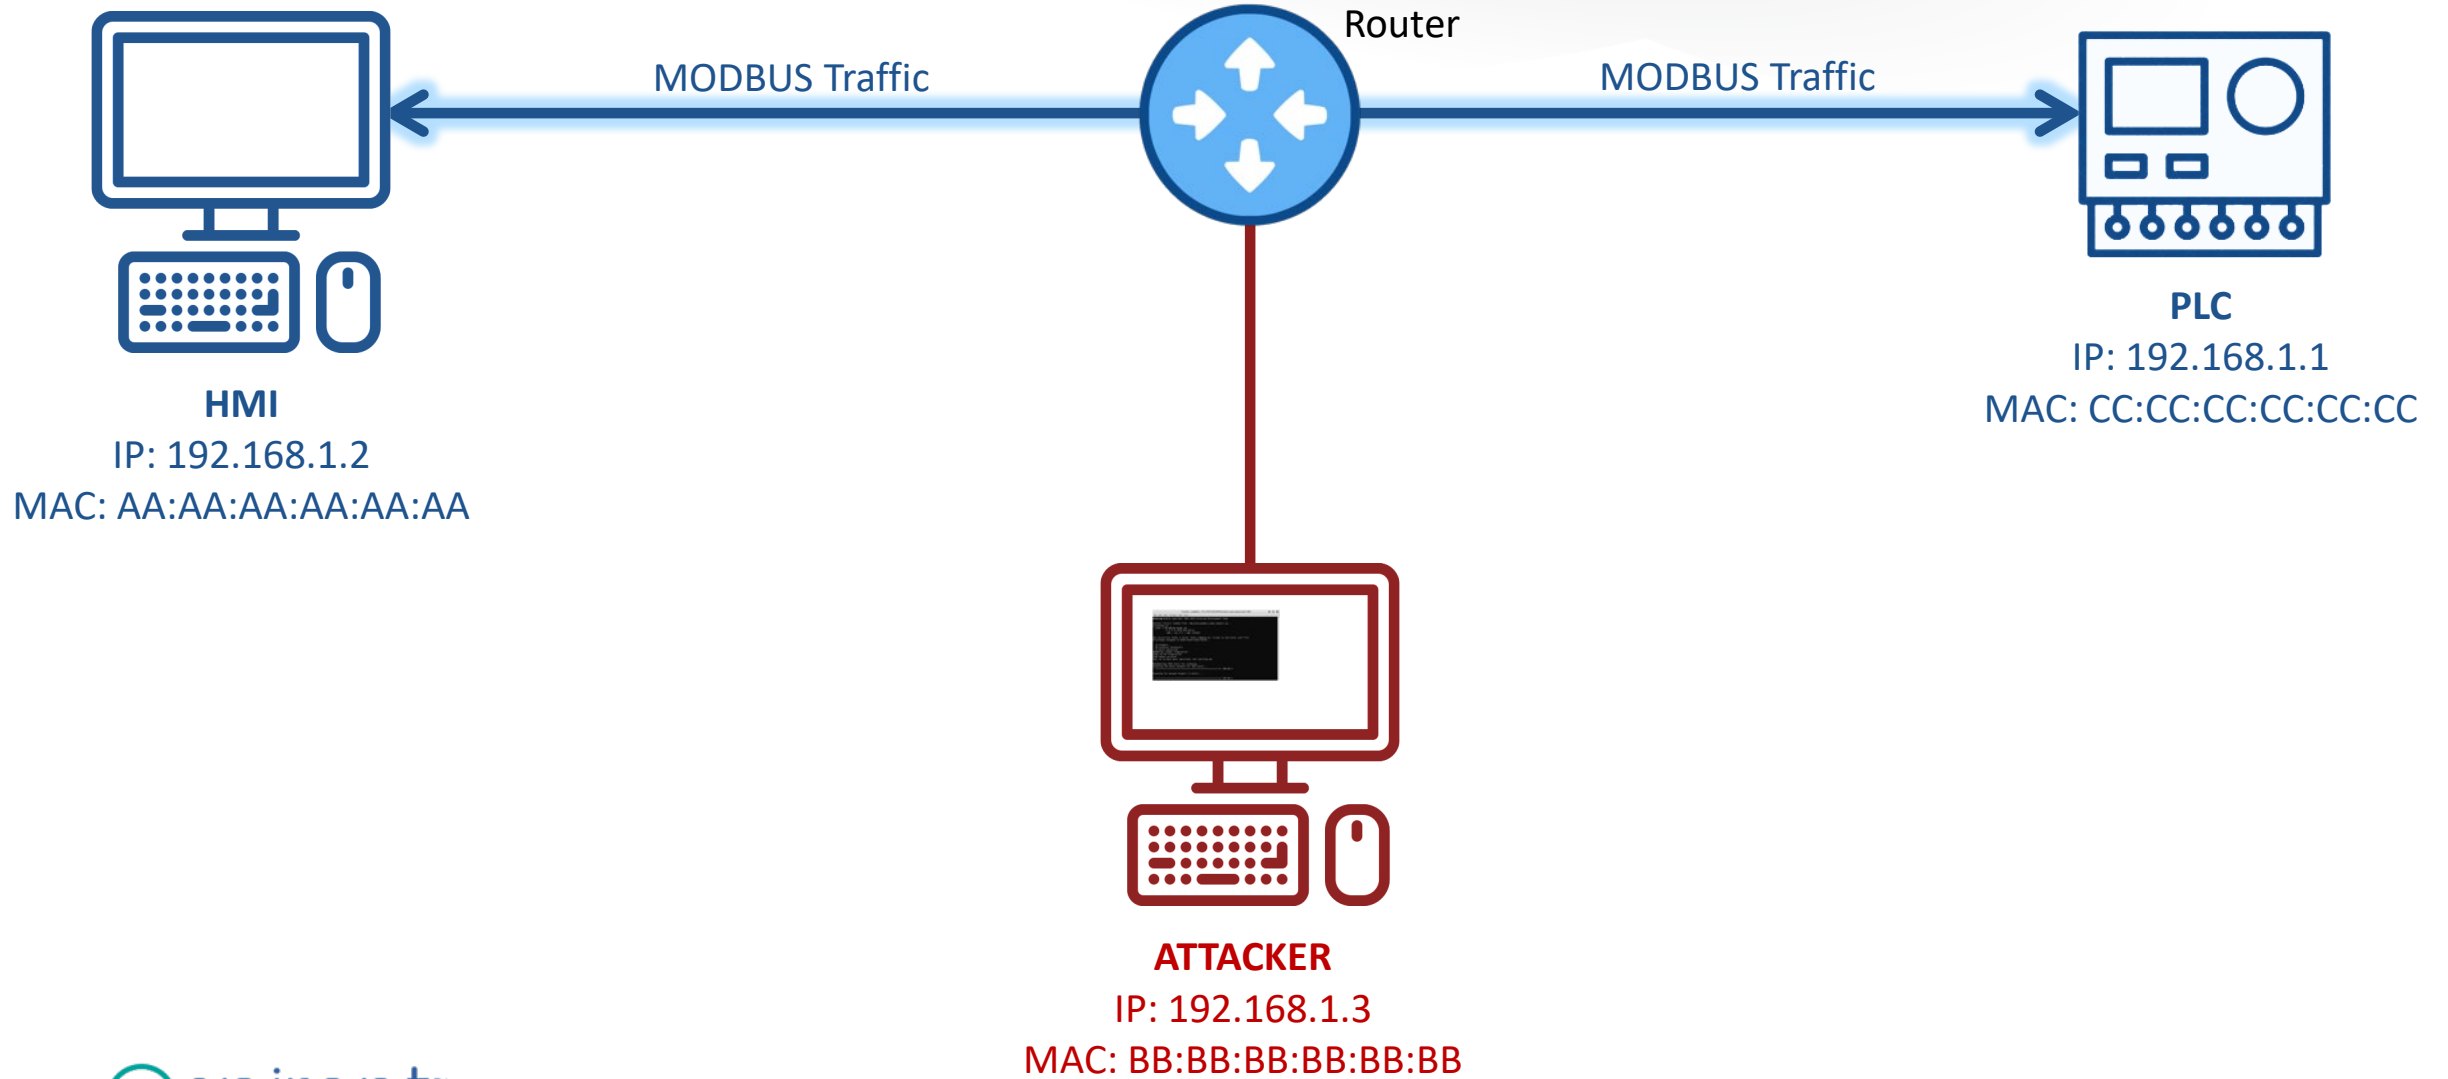 Router
MODBUS Traffic
MODBUS Traffic
PLC
IP: 192.168.1.1
MAC: CC:CC:CC:CC:CC:CC
HMI
IP: 192.168.1.2
MAC: AA:AA:AA:AA:AA:AA
ATTACKER
IP: 192.168.1.3
MAC: BB:BB:BB:BB:BB:BB